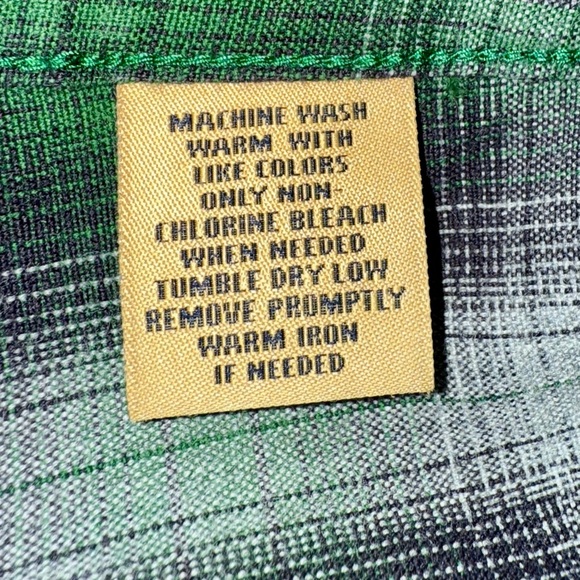 MACHINE WASH
WARM WITH
LIKE COLORS
ONLY NON-
CHLORINE BLEACH
WHEN NEEDED
TUMBLE DRY LOW
REMOVE PROMPTLY
WARM IRON
IF NEEDED